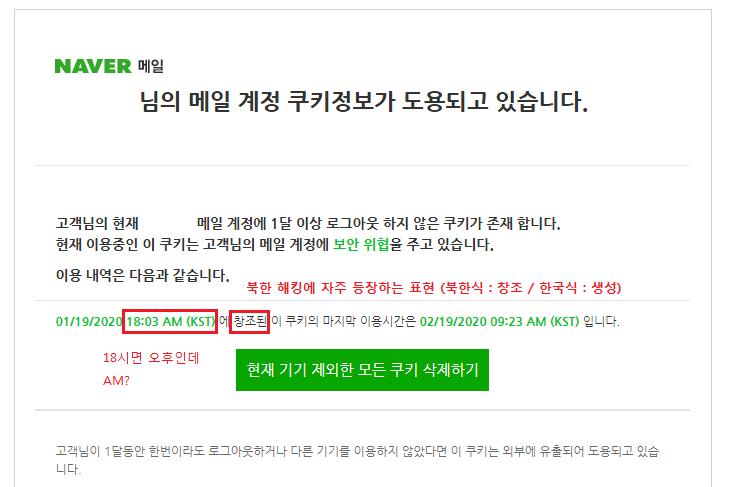 NAVER 메일
님의 메일 계정 쿠키정보가 도용되고 있습니다.
고객님의 현재 메일 계정에 1달 이상 로그아웃 하지 않은 쿠키가 존재 합니다.
현재 이용중인 이 쿠키는 고객님의 메일 계정에 보안 위협을 주고 있습니다.
이용 내역은 다음과 같습니다.
북한 해킹에 자주 등장하는 표현 (북한식 : 창조 / 한국식 : 생성)
01/19/2020 18:03 AM (KST) 에 창조된 이 쿠키의 마지막 이용시간은 02/19/2020 09:23 AM (KST) 입니다.
18시면 오후인데
AM?
현재 기기 제외한 모든 쿠키 삭제하기
고객님이 1달동안 한번이라도 로그아웃하거나 다른 기기를 이용하지 않았다면 이 쿠키는 외부에 유출되어 도용되고 있습
니다.